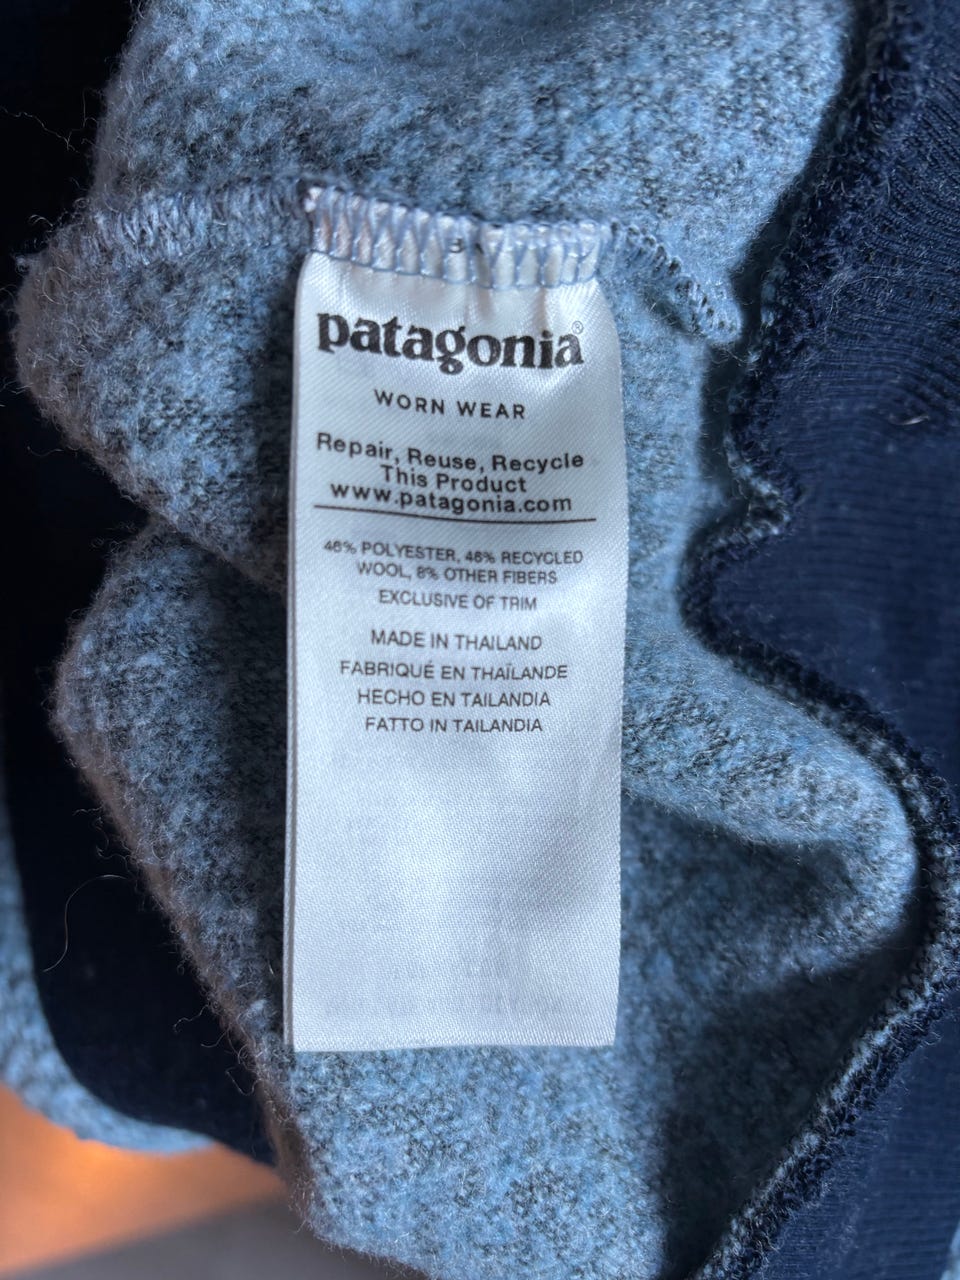 patagonia®
WORN WEAR
Repair, Reuse, Recycle
This Product
www.patagonia.com
46% POLYESTER, 46% RECYCLED
WOOL, 8% OTHER FIBERS
EXCLUSIVE OF TRIM
MADE IN THAILAND
FABRIQUÉ EN THAÏLANDE
HECHO EN TAILANDIA
FATTO IN TAILANDIA